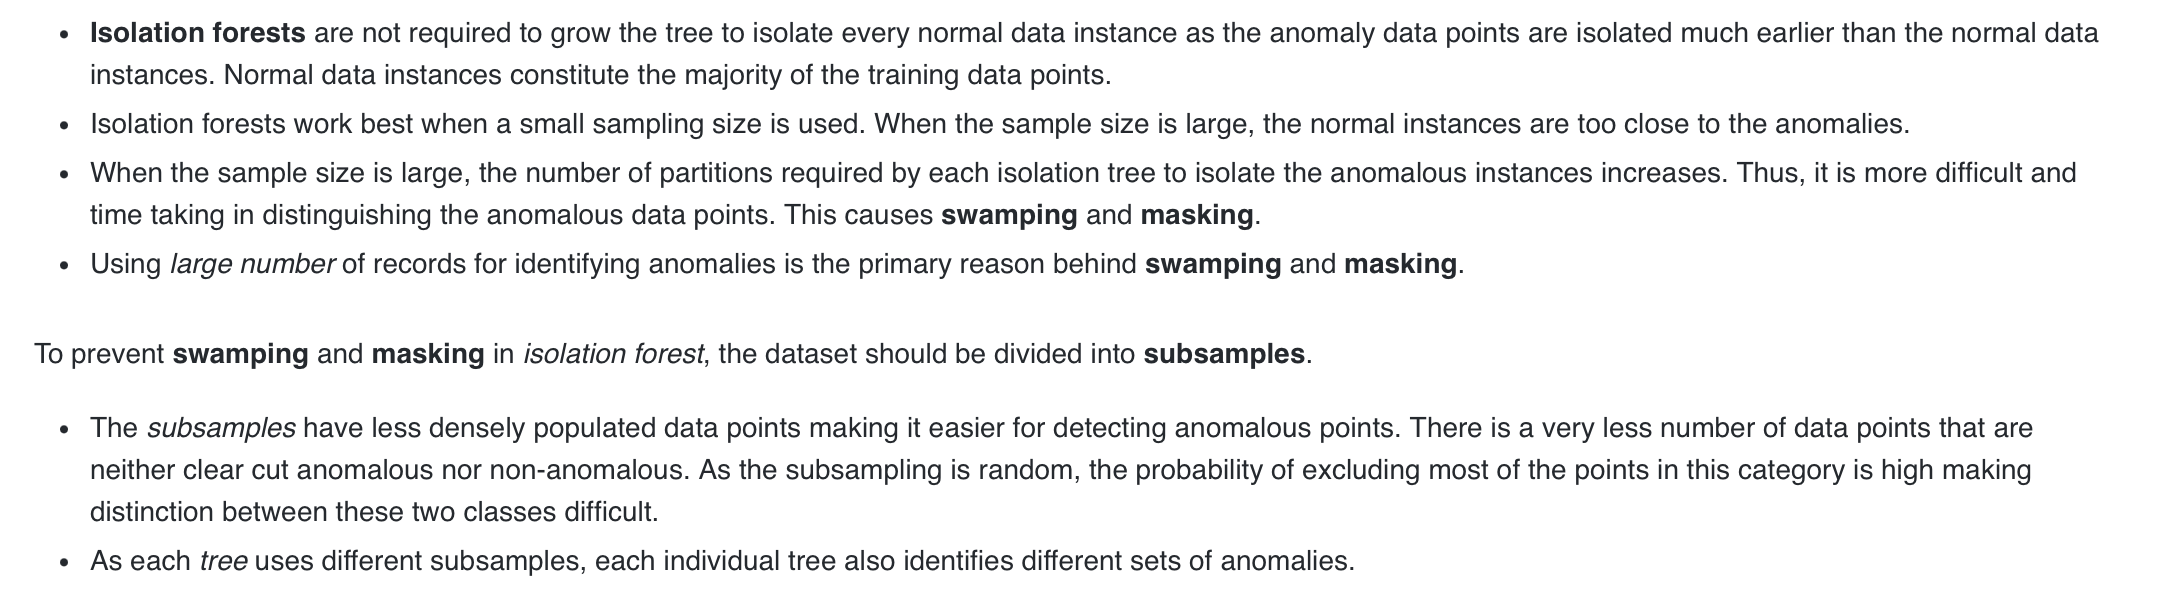 • Isolation forests are not required to grow the tree to isolate every normal data instance as the anomaly data points are isolated much earlier than the normal data
instances. Normal data instances constitute the majority of the training data points.
• Isolation forests work best when a small sampling size is used. When the sample size is large, the normal instances are too close to the anomalies.
• When the sample size is large, the number of partitions required by each isolation tree to isolate the anomalous instances increases. Thus, it is more difficult and
time taking in distinguishing the anomalous data points. This causes swamping and masking.
• Using large number of records for identifying anomalies is the primary reason behind swamping and masking.
To prevent swamping and masking in isolation forest, the dataset should be divided into subsamples.
• The subsamples have less densely populated data points making it easier for detecting anomalous points. There is a very less number of data points that are
neither clear cut anomalous nor non-anomalous. As the subsampling is random, the probability of excluding most of the points in this category is high making
distinction between these two classes difficult.
• As each tree uses different subsamples, each individual tree also identifies different sets of anomalies.